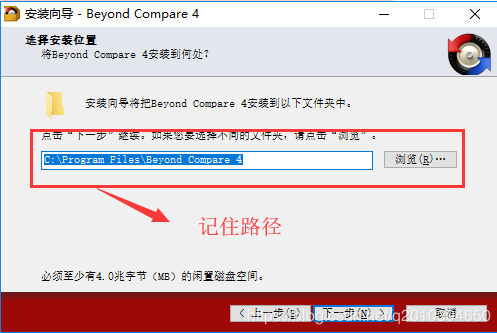 安装向导 - Beyond Compare 4
选择安装位置
将Beyond Compare 4安装到何处?
安装向导将把Beyond Compare 4安装到以下文件夹中。
点击“下一步”继续。如果您要选择不同的文件夹，请点击“浏览”。
C:\Program Files\Beyond Compare 4
浏览(R)...
记住路径
必须至少有4.0兆字节（MB）的闲置磁盘空间。
< 上一步(B)
下一步(N) >
取消